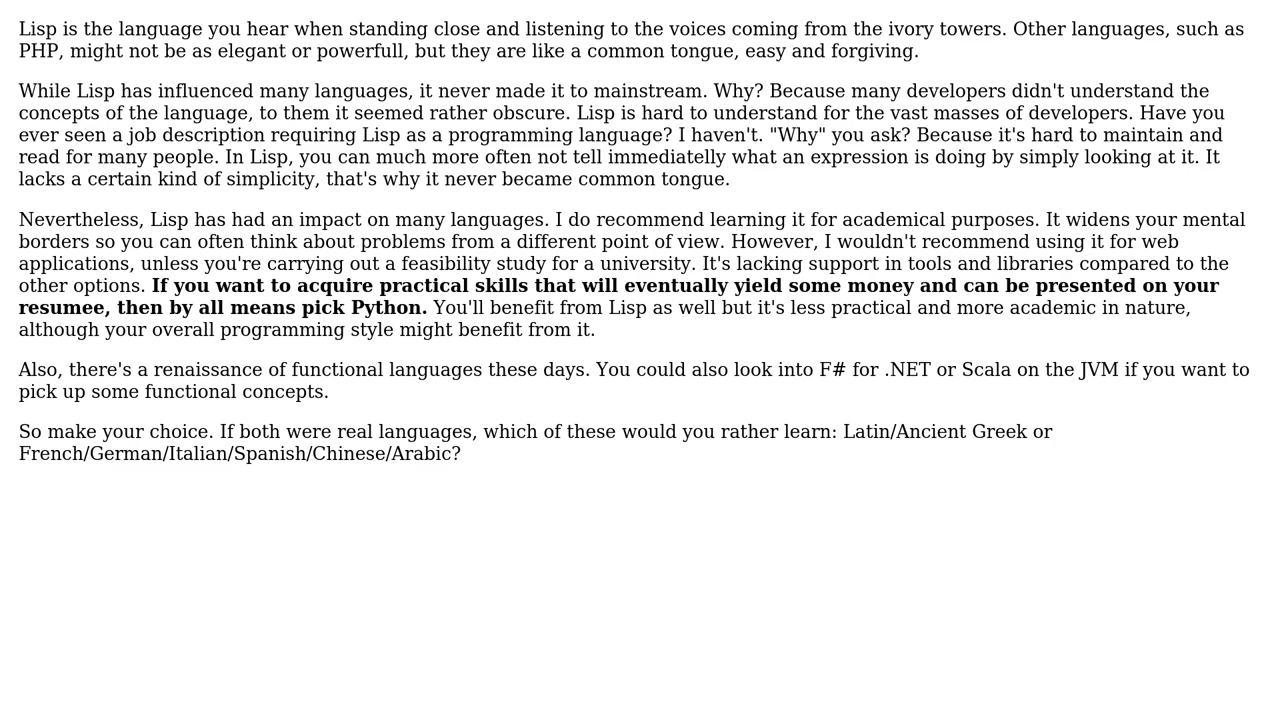 Lisp is the language you hear when standing close and listening to the voices coming from the ivory towers. Other languages, such as
PHP, might not be as elegant or powerfull, but they are like a common tongue, easy and forgiving.
While Lisp has influenced many languages, it never made it to mainstream. Why? Because many developers didn't understand the
concepts of the language, to them it seemed rather obscure. Lisp is hard to understand for the vast masses of developers. Have you
ever seen a job description requiring Lisp as a programming language? I haven't. "Why" you ask? Because it's hard to maintain and
read for many people. In Lisp, you can much more often not tell immediatelly what an expression is doing by simply looking at it. It
lacks a certain kind of simplicity, that's why it never became common tongue.
Nevertheless, Lisp has had an impact on many languages. I do recommend learning it for academical purposes. It widens your mental
borders so you can often think about problems from a different point of view. However, I wouldn't recommend using it for web
applications, unless you're carrying out a feasibility study for a university. It's lacking support in tools and libraries compared to the
other options. If you want to acquire practical skills that will eventually yield some money and can be presented on your
resumee, then by all means pick Python. You'll benefit from Lisp as well but it's less practical and more academic in nature,
although your overall programming style might benefit from it.
Also, there's a renaissance of functional languages these days. You could also look into F# for .NET or Scala on the JVM if you want to
pick up some functional concepts.
So make your choice. If both were real languages, which of these would you rather learn: Latin/Ancient Greek or
French/German/Italian/Spanish/Chinese/Arabic?